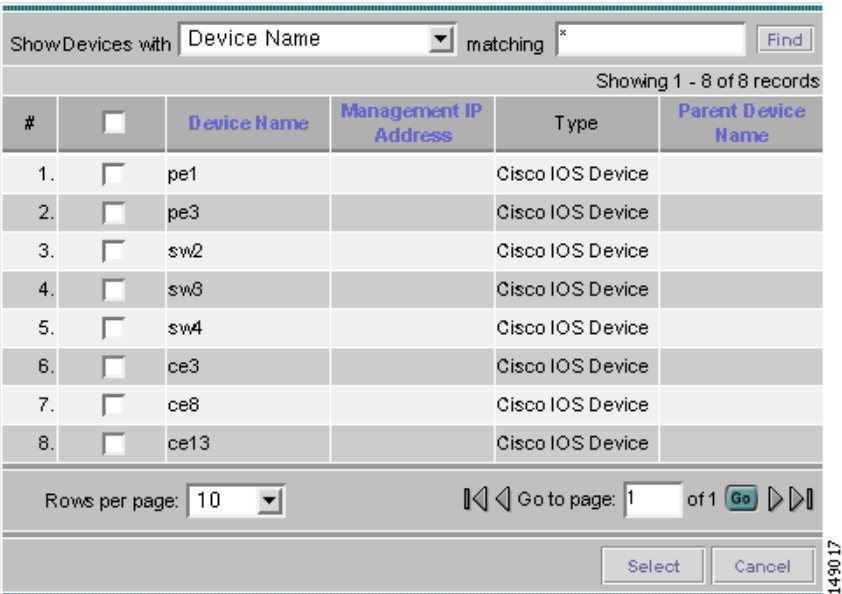 Show Devices with Device Name matching * Find
Showing 1 - 8 of 8 records
# Device Name Management IP Address Type Parent Device Name
1. pe1 Cisco IOS Device
2. pe3 Cisco IOS Device
3. sw2 Cisco IOS Device
4. sw3 Cisco IOS Device
5. sw4 Cisco IOS Device
6. ce3 Cisco IOS Device
7. ce8 Cisco IOS Device
8. ce13 Cisco IOS Device
Rows per page: 10 Go to page: 1 of 1 Go
Select Cancel
149017